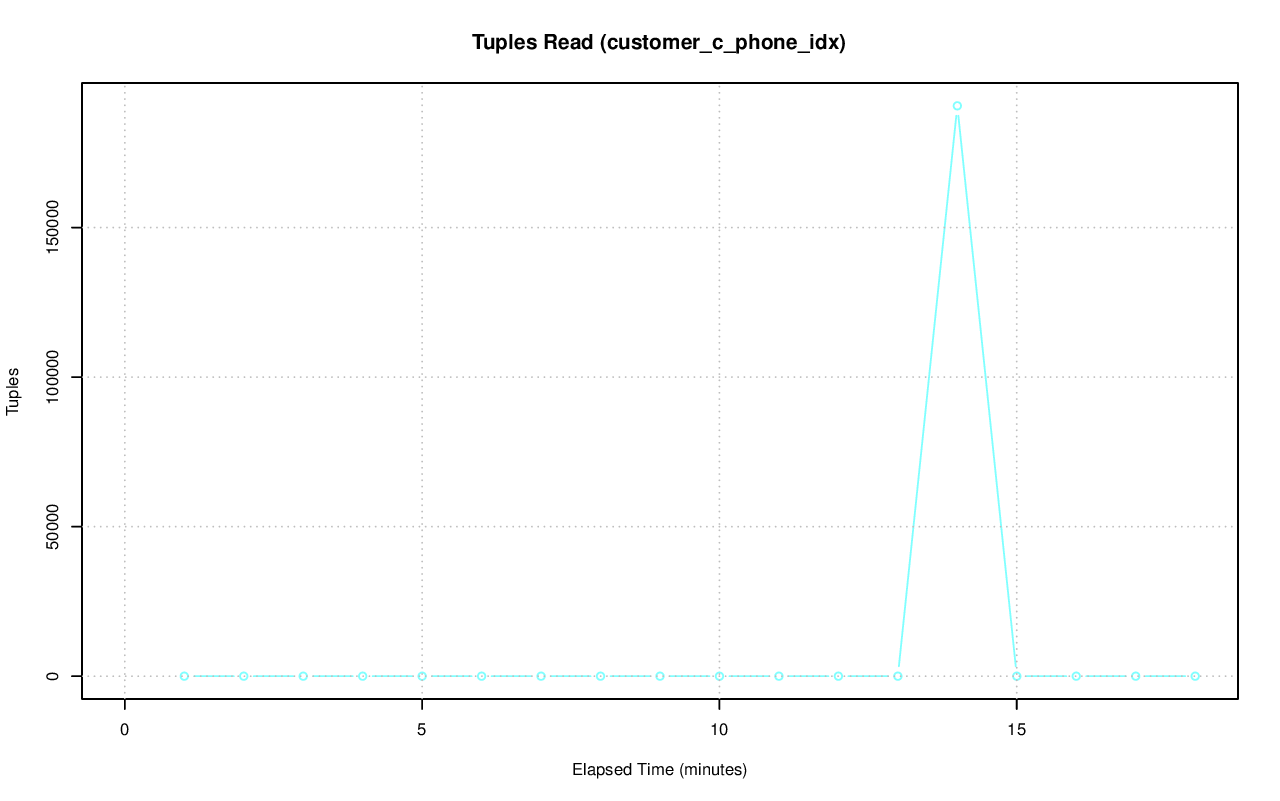 Tuples Read (customer_c_phone_idx)
Tuples
150000
100000
50000
0
0 5 10 15
Elapsed Time (minutes)